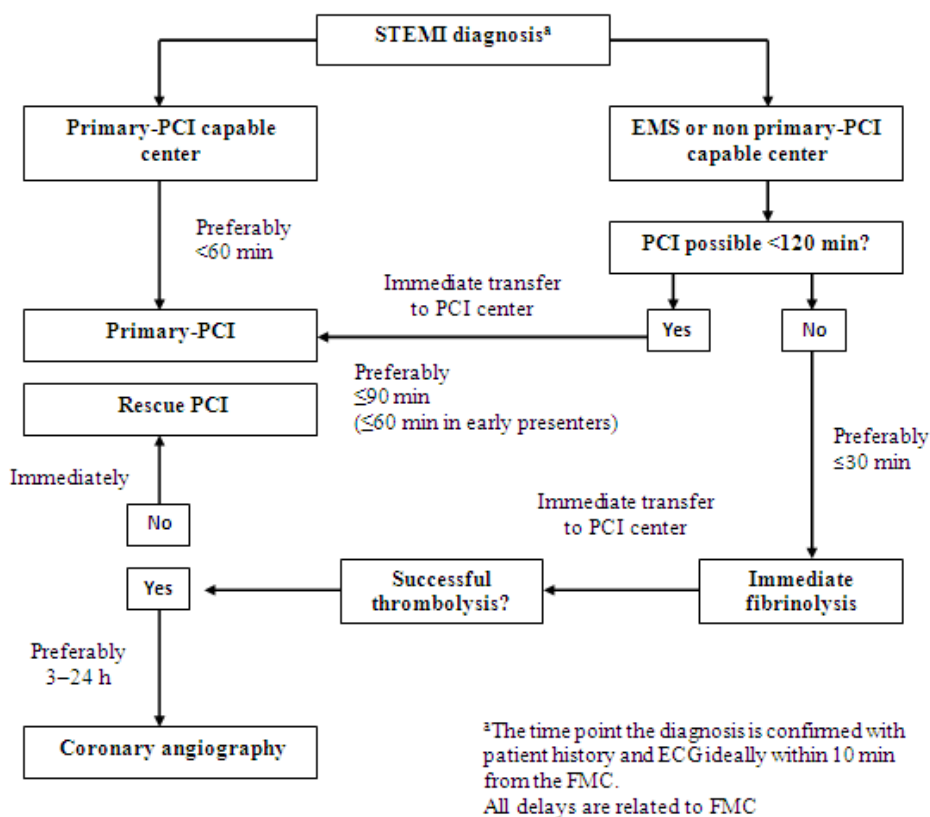 STEMI diagnosisᵃ
Primary-PCI capable
center
EMS or non primary-PCI
capable center
Preferably
<60 min
PCI possible <120 min?
Immediate transfer
to PCI center
Yes
No
Primary-PCI
Preferably
≤90 min
(≤60 min in early presenters)
Rescue PCI
Preferably
≤30 min
Immediately
No
Immediate transfer
to PCI center
Yes
Successful
thrombolysis?
Immediate
fibrinolysis
Preferably
3–24 h
Coronary angiography
ᵃThe time point the diagnosis is confirmed with
patient history and ECG ideally within 10 min
from the FMC.
All delays are related to FMC